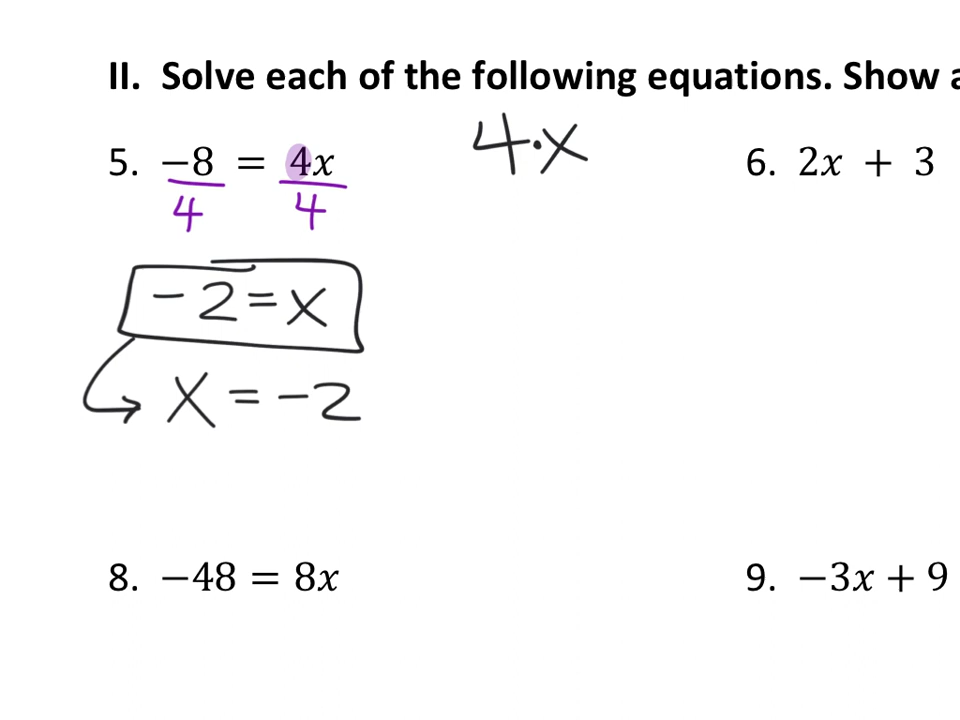 II. Solve each of the following equations. Show a
5. −8 = 4x
4·x
6. 2x + 3
4 4
-2=x
x=-2
8. −48 = 8x
9. −3x + 9